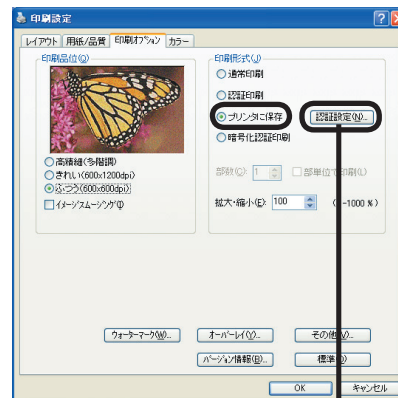 印刷設定
レイアウト 用紙/品質 印刷オプション カラー
印刷品位(Q)
高精細(多階調)
きれい(600x1200dpi)
ふつう(600x600dpi)
イメージスムージング(I)
印刷形式(J)
通常印刷
認証印刷
プリンタに保存 認証設定(N)...
暗号化認証印刷
部数(C): 1 部単位で印刷(L)
拡大・縮小(E): 100 -1000 %)
ウォーターマーク(W)... オーバーレイ(Y)... その他
バージョン情報(B)... 標準
OK キャンセル